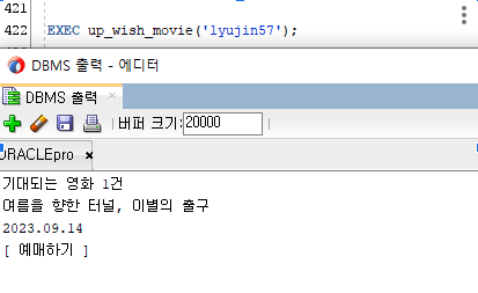 421
422 EXEC up_wish_movie('lyujin57');
DBMS 출력 - 에디터
DBMS 출력 ×
버퍼 크기:20000
ORACLEpro ×
기대되는 영화 1건
여름을 향한 터널, 이별의 출구
2023.09.14
[ 예매하기 ]